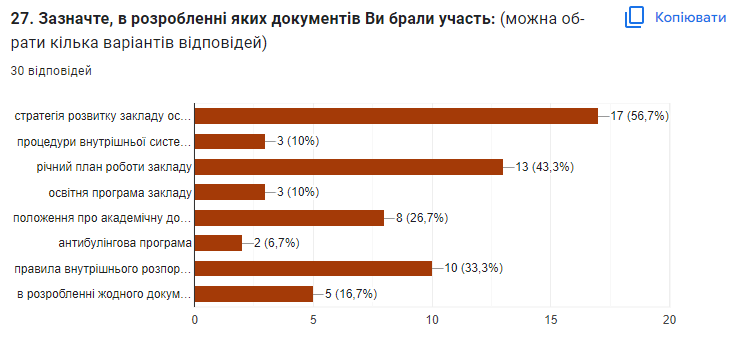 27. Зазначте, в розробленні яких документів Ви брали участь: (можна об-
рати кілька варіантів відповідей)
Копіювати
30 відповідей
стратегія розвитку закладу ос... 17 (56,7%)
процедури внутрішньої систе... 3 (10%)
річний план роботи закладу 13 (43,3%)
освітня програма закладу 3 (10%)
положення про академічну до... 8 (26,7%)
антибулінгова програма 2 (6,7%)
правила внутрішнього розпор... 10 (33,3%)
в розробленні жодного докум... 5 (16,7%)
0 5 10 15 20